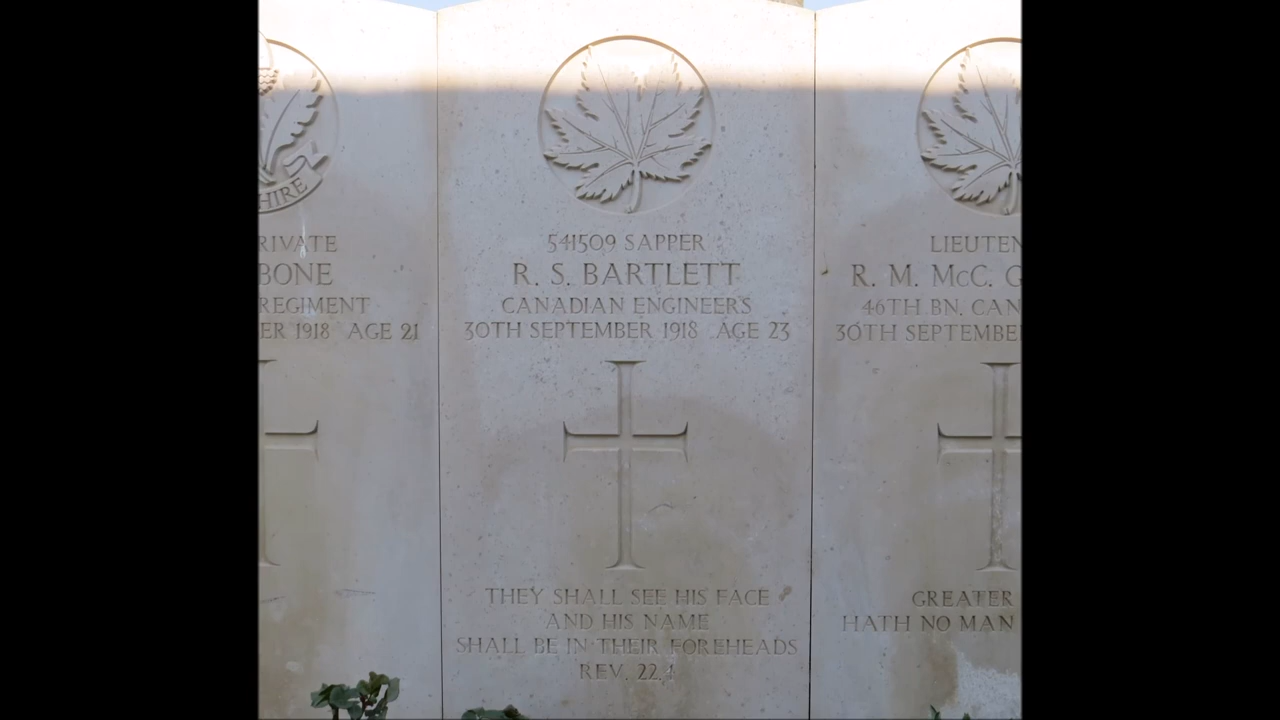 HIRE
RIVATE
BONE
REGIMENT
ER 1918 AGE 21
541509 SAPPER
R. S. BARTLETT
CANADIAN ENGINEERS
30TH SEPTEMBER 1918 AGE 23
THEY SHALL SEE HIS FACE
AND HIS NAME
SHALL BE IN THEIR FOREHEADS
REV. 22.4
LIEUTEN
R. M. McC. G
46TH BN. CAN
30TH SEPTEMBE
GREATER
HATH NO MAN